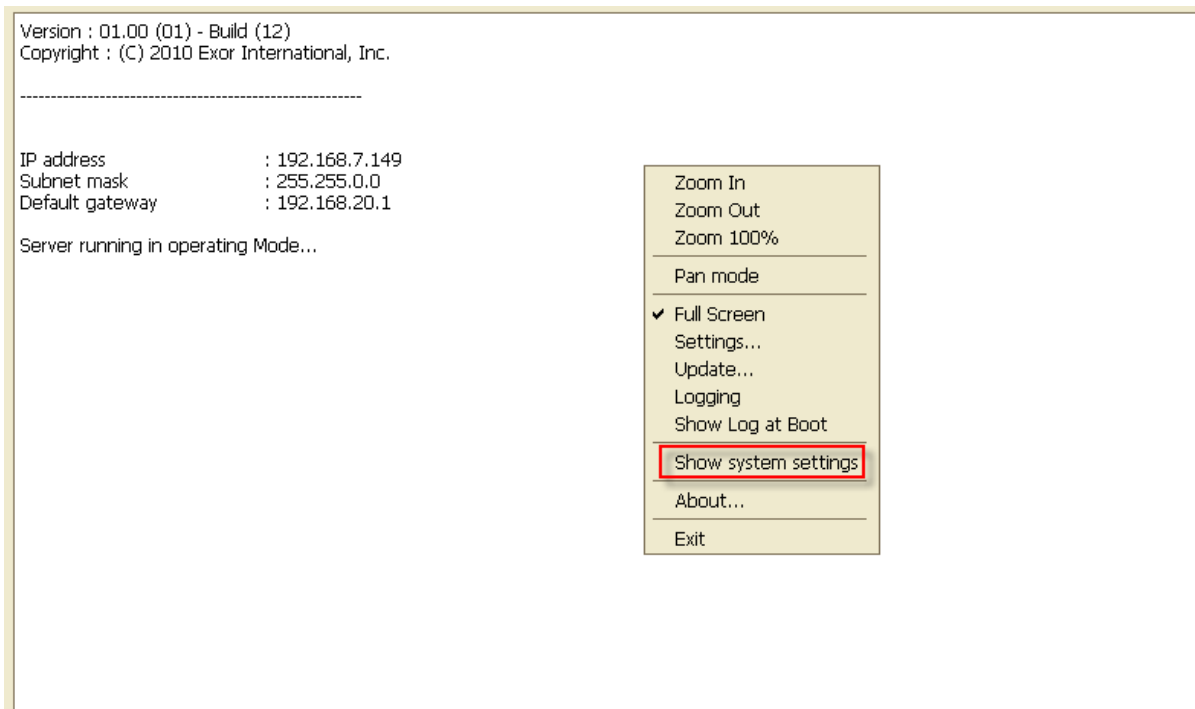 Version : 01.00 (01) - Build (12)
Copyright : (C) 2010 Exor International, Inc.
--------------------------------------------------------
IP address : 192.168.7.149
Subnet mask : 255.255.0.0
Default gateway : 192.168.20.1
Server running in operating Mode...
Zoom In
Zoom Out
Zoom 100%
Pan mode
Full Screen
Settings...
Update...
Logging
Show Log at Boot
Show system settings
About...
Exit